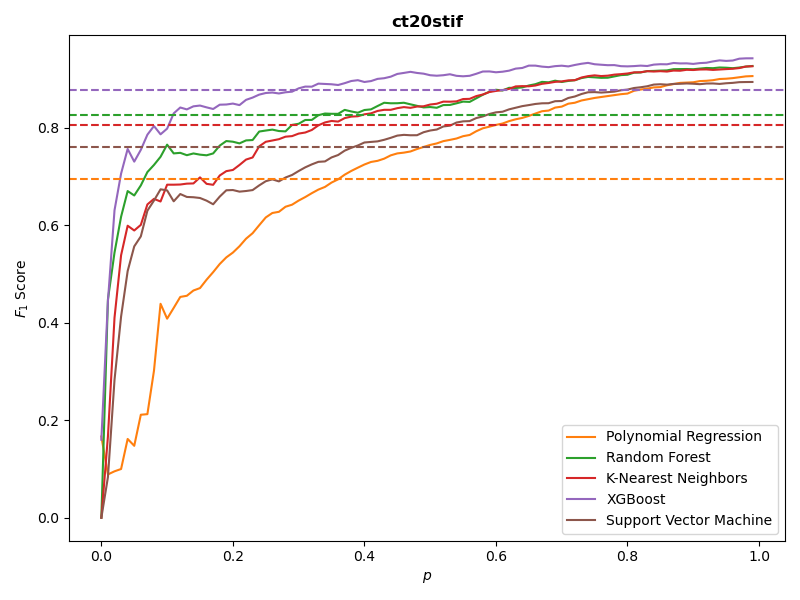 ct20stif
F₁ Score
0.8
0.6
0.4
0.2
0.0
Polynomial Regression
Random Forest
K-Nearest Neighbors
XGBoost
Support Vector Machine
0.0 0.2 0.4 0.6 0.8 1.0
p